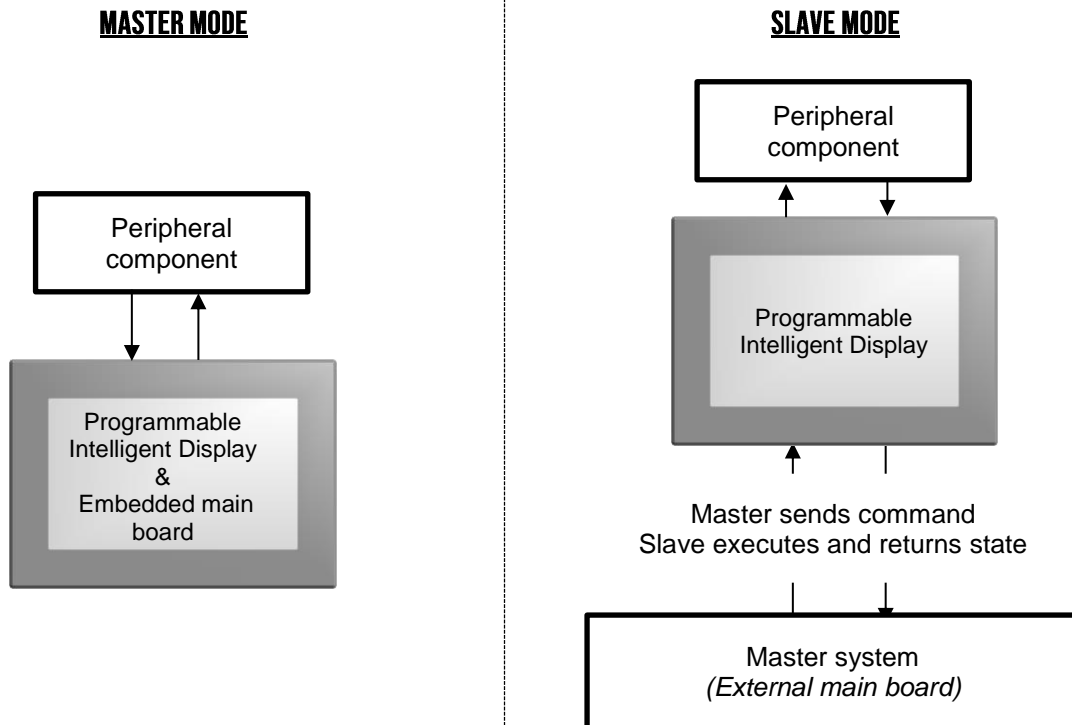 MASTER MODE
Peripheral
component
Programmable
Intelligent Display
&
Embedded main
board
SLAVE MODE
Peripheral
component
Programmable
Intelligent Display
Master sends command
Slave executes and returns state
Master system
(External main board)